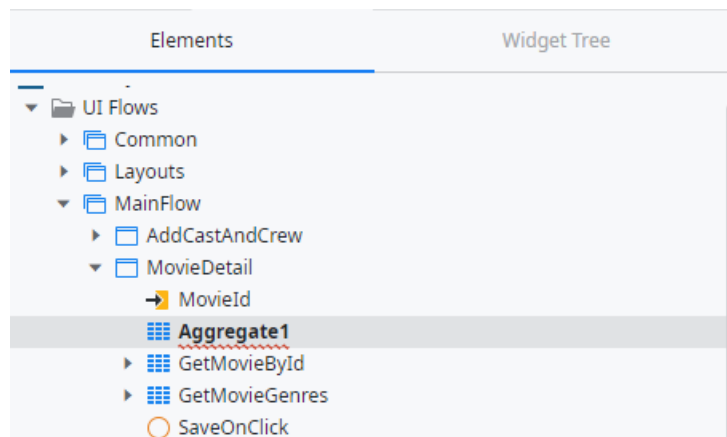 Elements
Widget Tree
UI Flows
Common
Layouts
MainFlow
AddCastAndCrew
MovieDetail
MovieId
Aggregate1
GetMovieById
GetMovieGenres
SaveOnClick